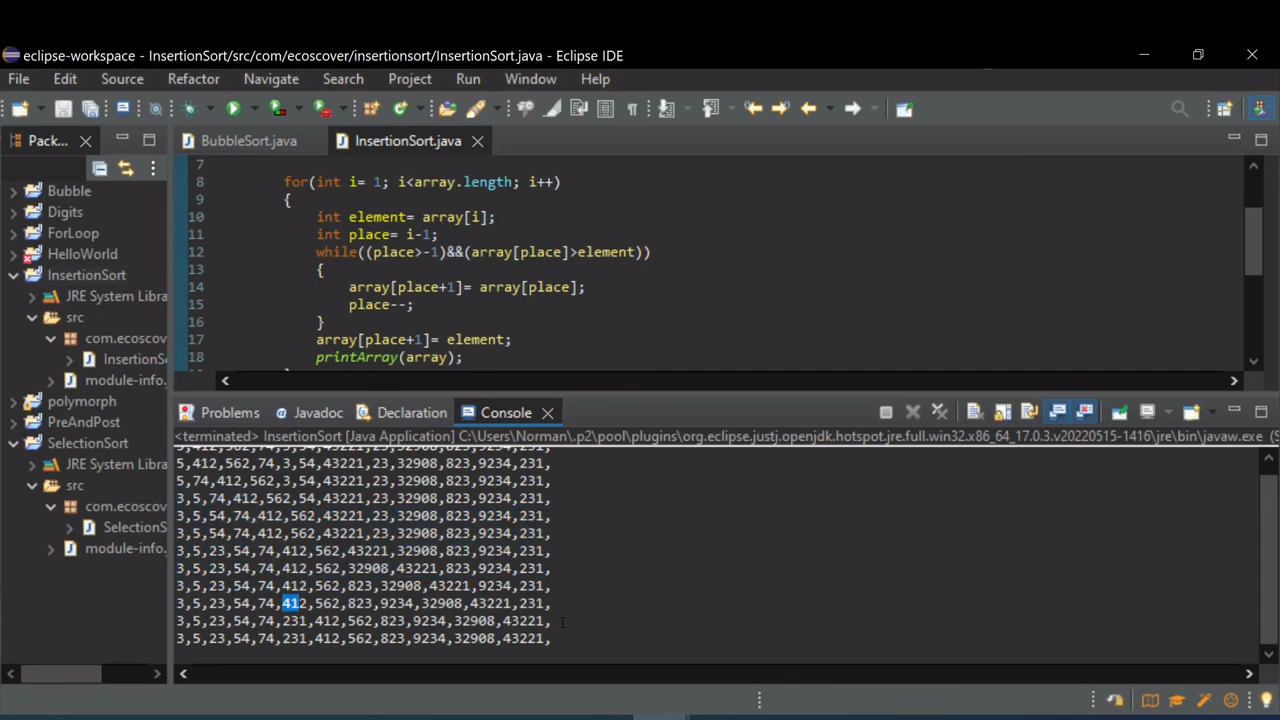 eclipse-workspace - InsertionSort/src/com/ecoscover/insertionsort/InsertionSort.java - Eclipse IDE
File Edit Source Refactor Navigate Search Project Run Window Help
Pack... BubbleSort.java InsertionSort.java
Bubble
Digits
ForLoop
HelloWorld
InsertionSort
JRE System Libra
src
com.ecoscov
InsertionSo
module-info.
polymorph
PreAndPost
SelectionSort
JRE System Libra
src
com.ecoscov
SelectionS
module-info.
7
8 for(int i= 1; i<array.length; i++)
9 {
10 int element= array[i];
11 int place= i-1;
12 while((place>-1)&&(array[place]>element))
13 {
14 array[place+1]= array[place];
15 place--;
16 }
17 array[place+1]= element;
18 printArray(array);
Problems Javadoc Declaration Console
<terminated> InsertionSort [Java Application] C:\Users\Norman\.p2\pool\plugins\org.eclipse.justj.openjdk.hotspot.jre.full.win32.x86_64_17.0.3.v20220515-1416\jre\bin\javaw.exe
5,412,562,74,3,54,43221,23,32908,823,9234,231,
5,74,412,562,3,54,43221,23,32908,823,9234,231,
3,5,74,412,562,54,43221,23,32908,823,9234,231,
3,5,54,74,412,562,43221,23,32908,823,9234,231,
3,5,54,74,412,562,43221,23,32908,823,9234,231,
3,5,23,54,74,412,562,43221,32908,823,9234,231,
3,5,23,54,74,412,562,32908,43221,823,9234,231,
3,5,23,54,74,412,562,823,32908,43221,9234,231,
3,5,23,54,74,412,562,823,9234,32908,43221,231,
3,5,23,54,74,231,412,562,823,9234,32908,43221,
3,5,23,54,74,231,412,562,823,9234,32908,43221,